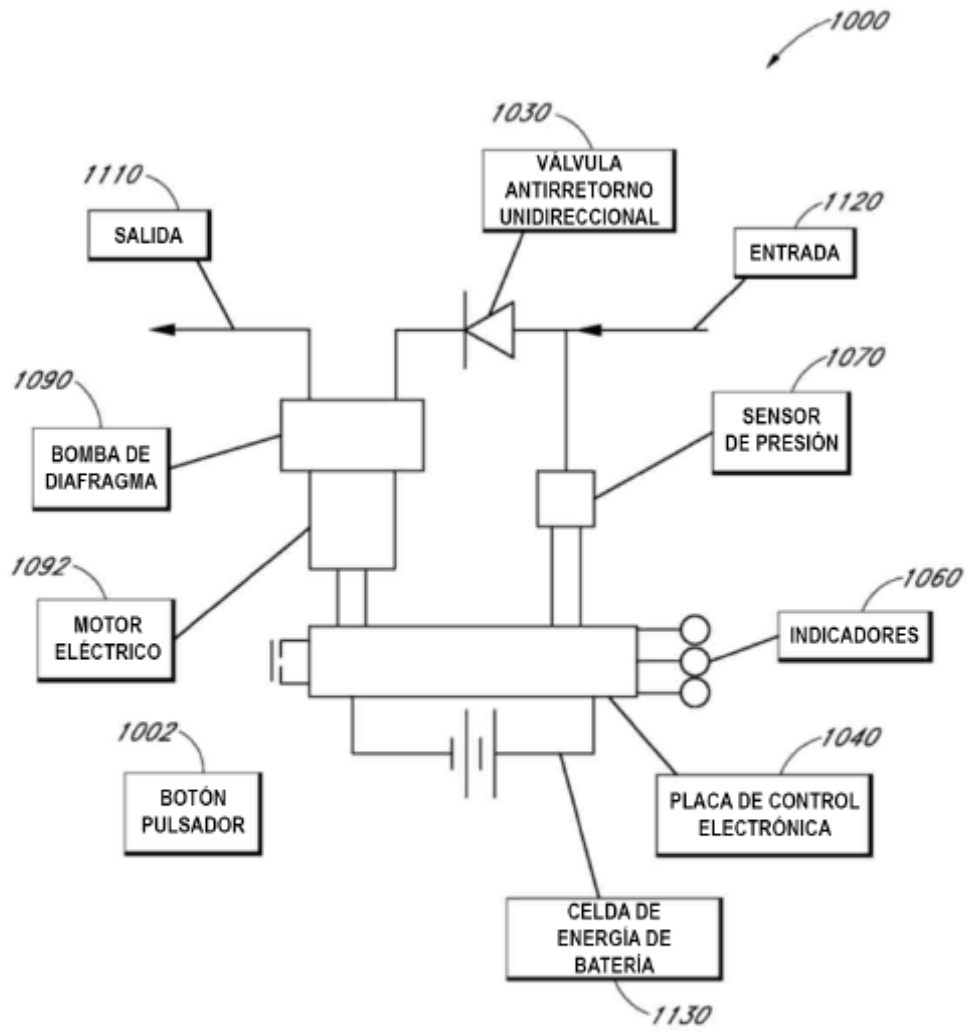 1000
1030
VÁLVULA
ANTIRRETORNO
UNIDIRECCIONAL
1110
SALIDA
1120
ENTRADA
1090
BOMBA DE
DIAFRAGMA
1070
SENSOR
DE PRESIÓN
1092
MOTOR
ELÉCTRICO
1060
INDICADORES
1002
BOTÓN
PULSADOR
1040
PLACA DE CONTROL
ELECTRÓNICA
CELDA DE
ENERGÍA DE
BATERÍA
1130